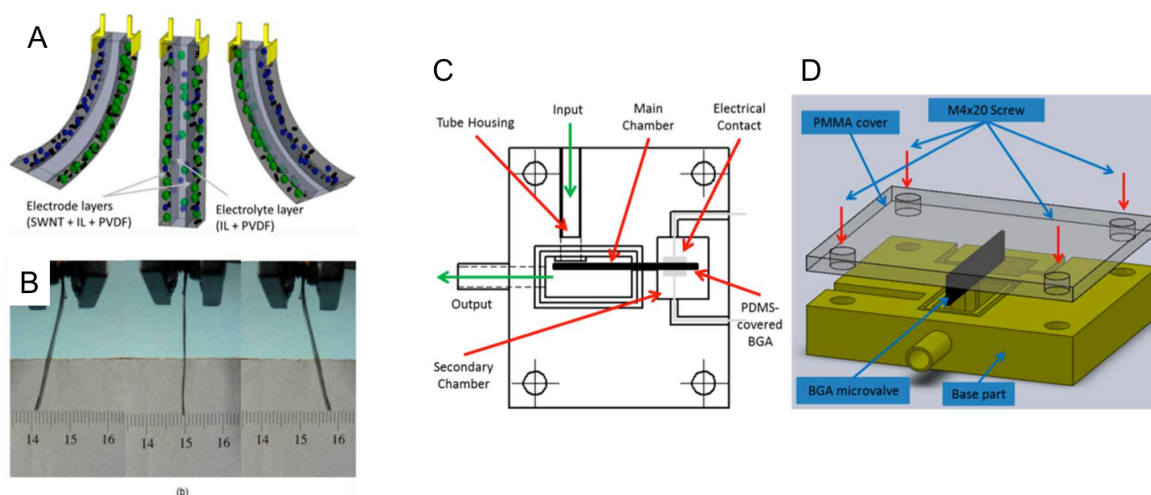 A
Electrode layers
(SWNT + IL + PVDF)
Electrolyte layer
(IL + PVDF)
B
14 15 16 14 15 16 14 15 16
(b)
C
Input
Main
Chamber
Electrical
Contact
Tube Housing
Output
PDMS-
covered
BGA
Secondary
Chamber
D
M4x20 Screw
PMMA cover
BGA microvalve
Base part